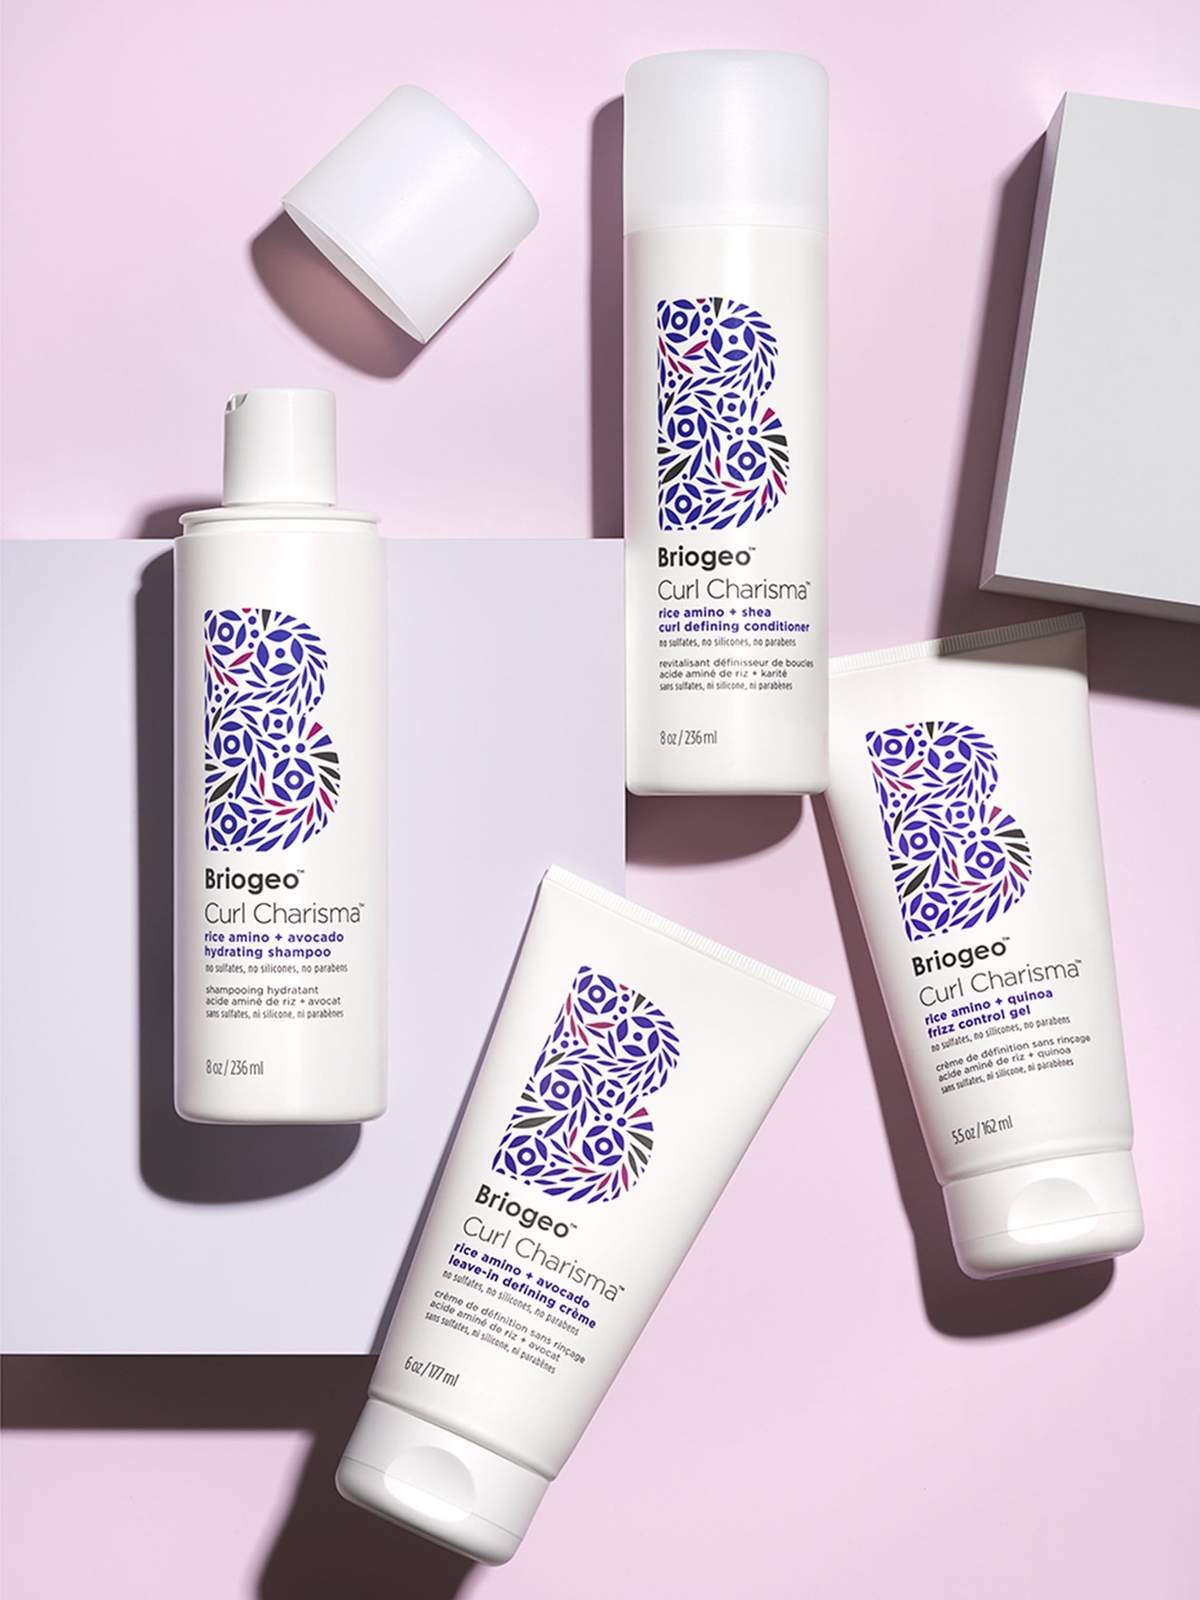 Briogeo™
Curl Charisma™
rice amino + shea
curl defining conditioner
no sulfates, no silicones, no parabens
revitalisant définisseur de boucles
acide aminé de riz + karité
sans sulfates, ni silicone, ni parabènes
8 oz / 236 ml
Briogeo™
Curl Charisma™
rice amino + avocado
hydrating shampoo
no sulfates, no silicones, no parabens
shampooing hydratant
acide aminé de riz + avocat
sans sulfates, ni silicone, ni parabènes
8 oz / 236 ml
Briogeo™
Curl Charisma™
rice amino + quinoa
frizz control gel
no sulfates, no silicones, no parabens
crème de définition sans rinçage
acide aminé de riz + quinoa
sans sulfates, ni silicone, ni parabènes
5.5 oz / 162 ml
Briogeo™
Curl Charisma™
rice amino + avocado
leave-in defining crème
no sulfates, no silicones, no parabens
crème de définition sans rinçage
acide aminé de riz + avocat
sans sulfates, ni silicone, ni parabènes
6 oz / 177 ml